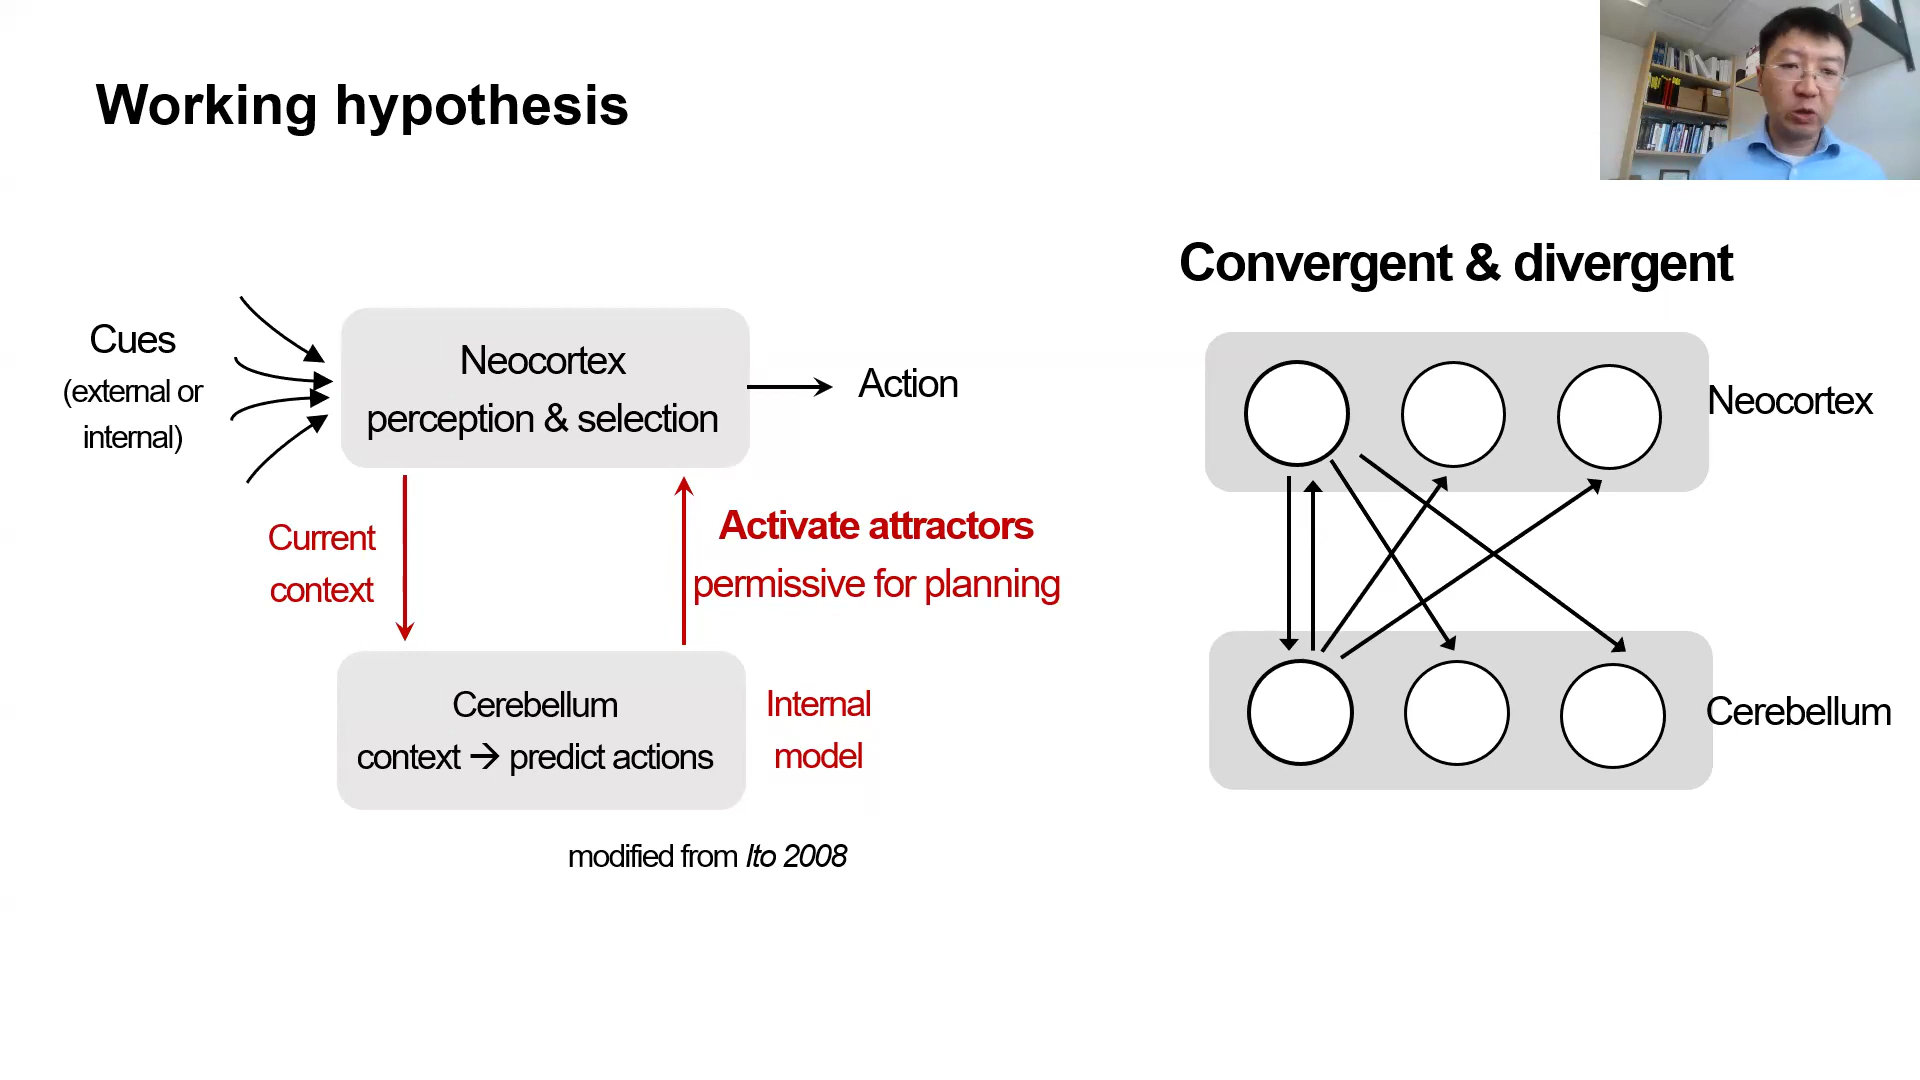 Working hypothesis
Cues
(external or
internal)
Neocortex
perception & selection
Action
Current
context
Activate attractors
permissive for planning
Cerebellum
context → predict actions
Internal
model
modified from Ito 2008
Convergent & divergent
Neocortex
Cerebellum